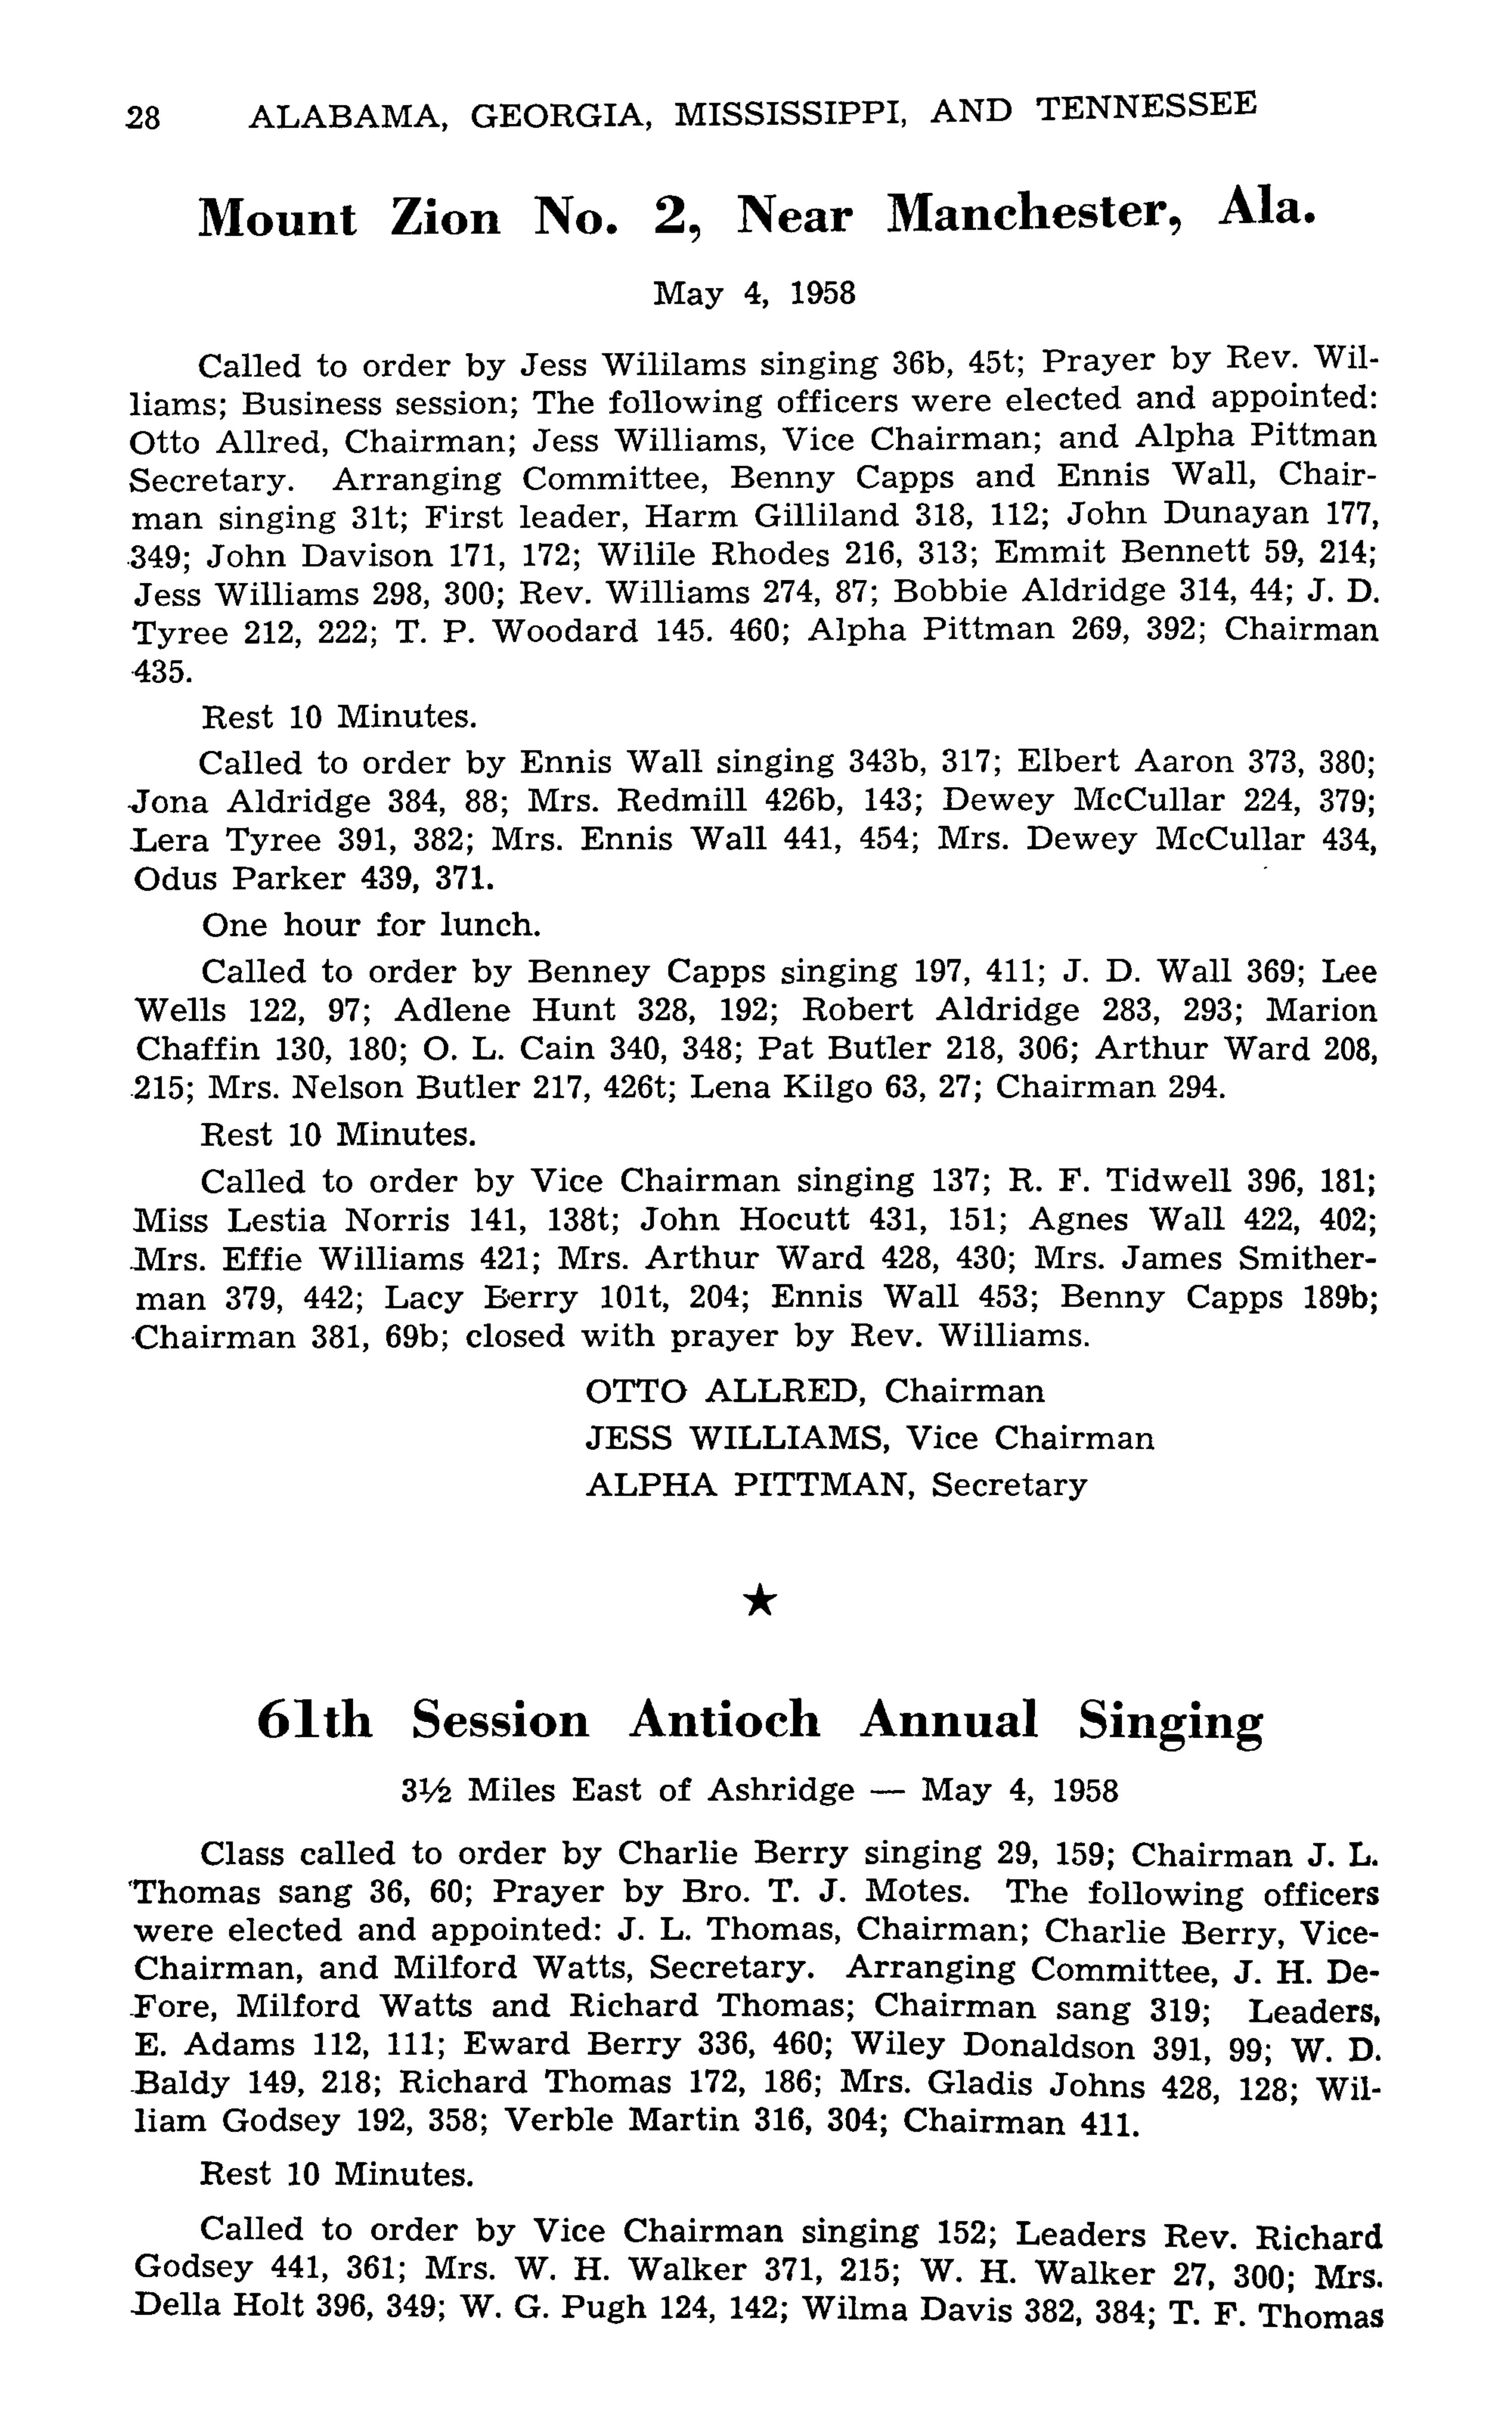 28 ALABAMA, GEORGIA, MISSISSIPPI, AND TENNESSEE
Mount Zion No. 2, Near Manchester, Ala.
May 4, 1958
Called to order by Jess Wililams singing 36b, 45t; Prayer by Rev. Wil-
liams; Business session; The following officers were elected and appointed:
Otto Allred, Chairman; Jess Williams, Vice Chairman; and Alpha Pittman
Secretary. Arranging Committee, Benny Capps and Ennis Wall, Chair-
man singing 31t; First leader, Harm Gilliland 318, 112; John Dunayan 177,
349; John Davison 171, 172; Wilile Rhodes 216, 313; Emmit Bennett 59, 214;
Jess Williams 298, 300; Rev. Williams 274, 87; Bobbie Aldridge 314, 44; J. D.
Tyree 212, 222; T. P. Woodard 145. 460; Alpha Pittman 269, 392; Chairman
435.
Rest 10 Minutes.
Called to order by Ennis Wall singing 343b, 317; Elbert Aaron 373, 380;
Jona Aldridge 384, 88; Mrs. Redmill 426b, 143; Dewey McCullar 224, 379;
Lera Tyree 391, 382; Mrs. Ennis Wall 441, 454; Mrs. Dewey McCullar 434,
Odus Parker 439, 371.
One hour for lunch.
Called to order by Benney Capps singing 197, 411; J. D. Wall 369; Lee
Wells 122, 97; Adlene Hunt 328, 192; Robert Aldridge 283, 293; Marion
Chaffin 130, 180; O. L. Cain 340, 348; Pat Butler 218, 306; Arthur Ward 208,
215; Mrs. Nelson Butler 217, 426t; Lena Kilgo 63, 27; Chairman 294.
Rest 10 Minutes.
Called to order by Vice Chairman singing 137; R. F. Tidwell 396, 181;
Miss Lestia Norris 141, 138t; John Hocutt 431, 151; Agnes Wall 422, 402;
Mrs. Effie Williams 421; Mrs. Arthur Ward 428, 430; Mrs. James Smither-
man 379, 442; Lacy Berry 101t, 204; Ennis Wall 453; Benny Capps 189b;
Chairman 381, 69b; closed with prayer by Rev. Williams.
OTTO ALLRED, Chairman
JESS WILLIAMS, Vice Chairman
ALPHA PITTMAN, Secretary
★
61th Session Antioch Annual Singing
3½ Miles East of Ashridge — May 4, 1958
Class called to order by Charlie Berry singing 29, 159; Chairman J. L.
Thomas sang 36, 60; Prayer by Bro. T. J. Motes. The following officers
were elected and appointed: J. L. Thomas, Chairman; Charlie Berry, Vice-
Chairman, and Milford Watts, Secretary. Arranging Committee, J. H. De-
Fore, Milford Watts and Richard Thomas; Chairman sang 319; Leaders,
E. Adams 112, 111; Eward Berry 336, 460; Wiley Donaldson 391, 99; W. D.
Baldy 149, 218; Richard Thomas 172, 186; Mrs. Gladis Johns 428, 128; Wil-
liam Godsey 192, 358; Verble Martin 316, 304; Chairman 411.
Rest 10 Minutes.
Called to order by Vice Chairman singing 152; Leaders Rev. Richard
Godsey 441, 361; Mrs. W. H. Walker 371, 215; W. H. Walker 27, 300; Mrs.
Della Holt 396, 349; W. G. Pugh 124, 142; Wilma Davis 382, 384; T. F. Thomas